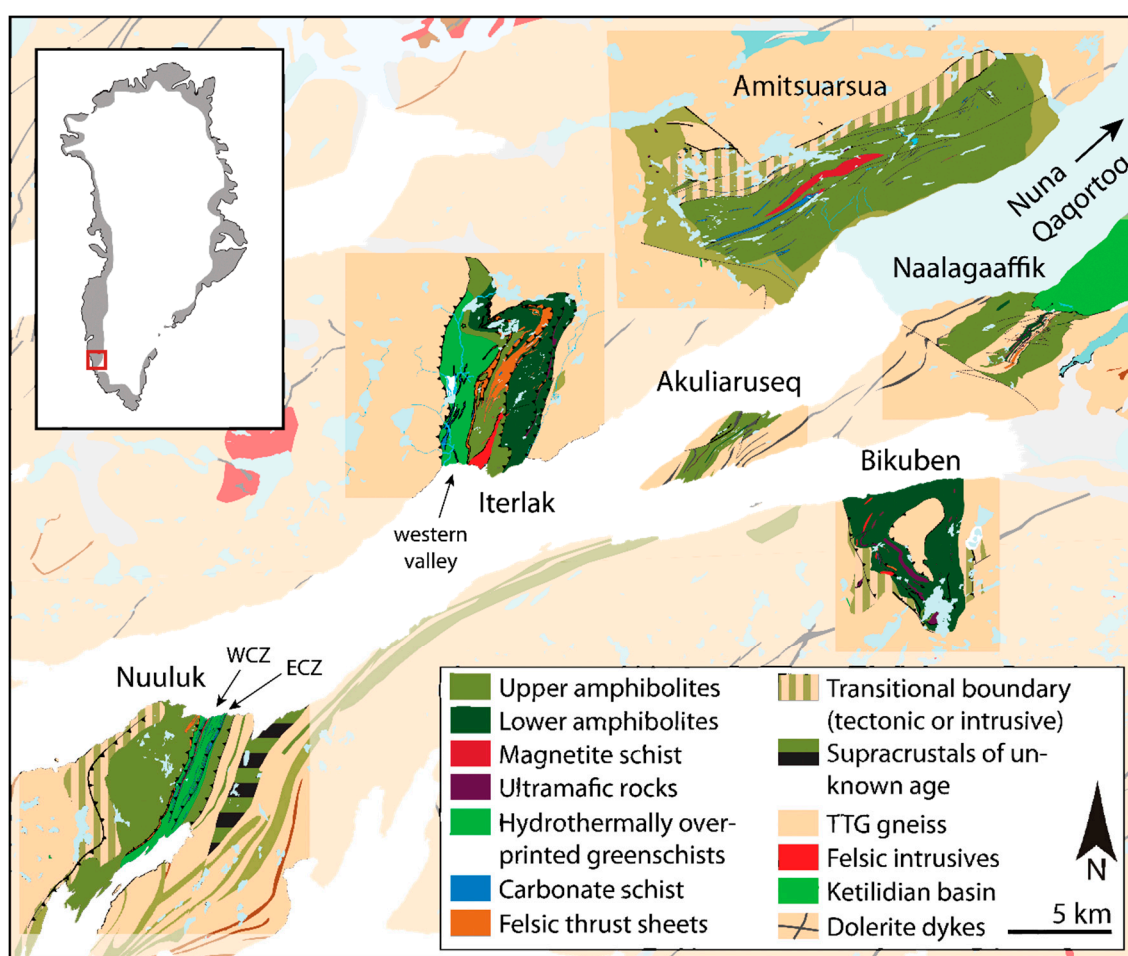 Amitsuarsua
Nuna
Qaqortoq
Naalagaaffik
Akuliaruseq
Bikuben
Iterlak
western
valley
WCZ
ECZ
Nuuluk
Upper amphibolites
Lower amphibolites
Magnetite schist
Ultramafic rocks
Hydrothermally over-
printed greenschists
Carbonate schist
Felsic thrust sheets
Transitional boundary
(tectonic or intrusive)
Supracrustals of un-
known age
TTG gneiss
Felsic intrusives
Ketilidian basin
Dolerite dykes
N
5 km